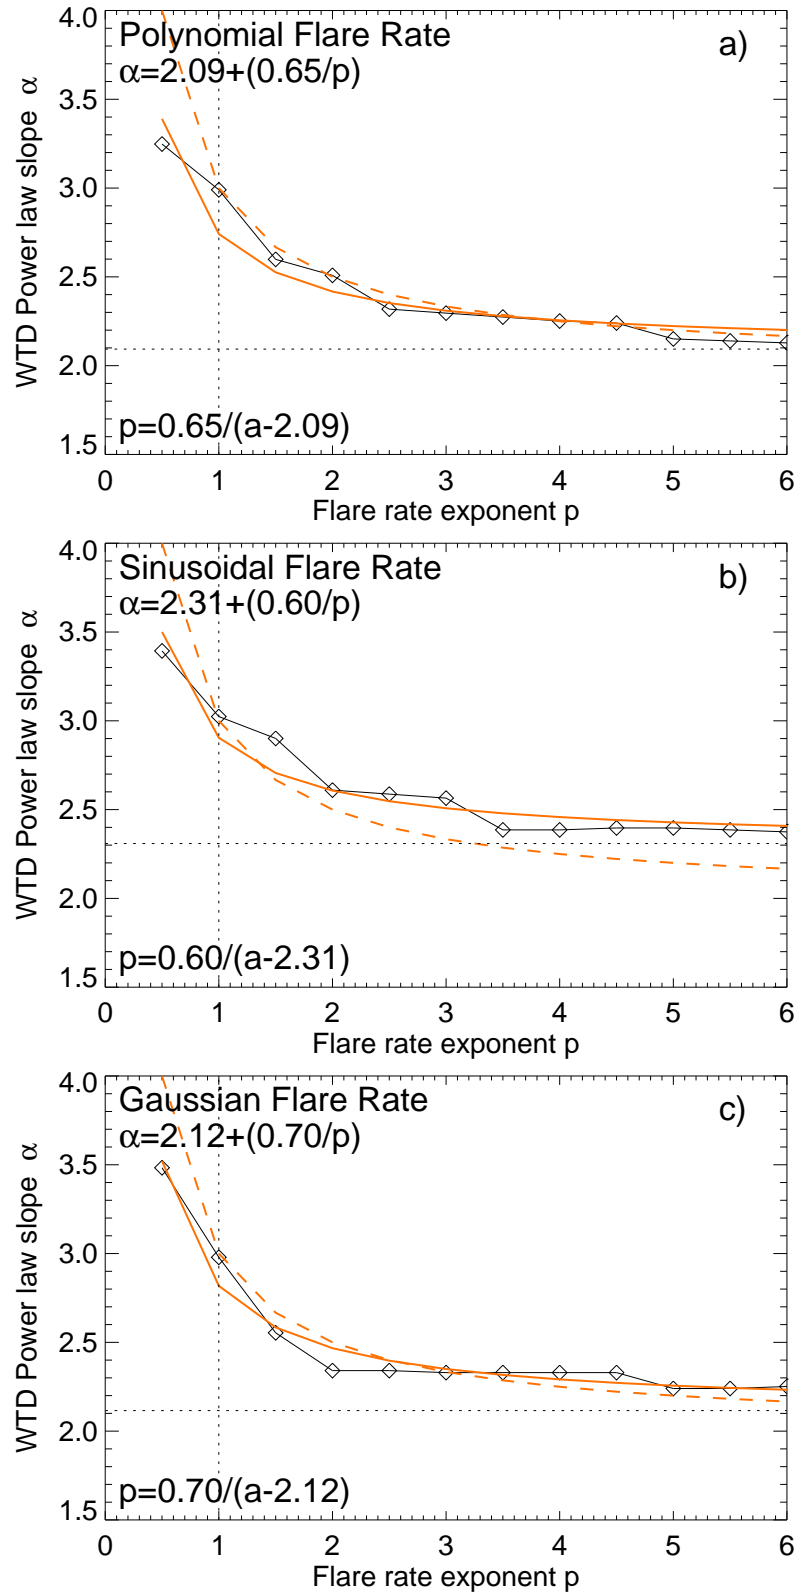 4.0
3.5
3.0
2.5
2.0
1.5
WTD Power law slope α
Polynomial Flare Rate
a)
α=2.09+(0.65/p)
p=0.65/(a-2.09)
0 1 2 3 4 5 6
Flare rate exponent p
4.0
3.5
3.0
2.5
2.0
1.5
WTD Power law slope α
Sinusoidal Flare Rate
b)
α=2.31+(0.60/p)
p=0.60/(a-2.31)
0 1 2 3 4 5 6
Flare rate exponent p
4.0
3.5
3.0
2.5
2.0
1.5
WTD Power law slope α
Gaussian Flare Rate
c)
α=2.12+(0.70/p)
p=0.70/(a-2.12)
0 1 2 3 4 5 6
Flare rate exponent p